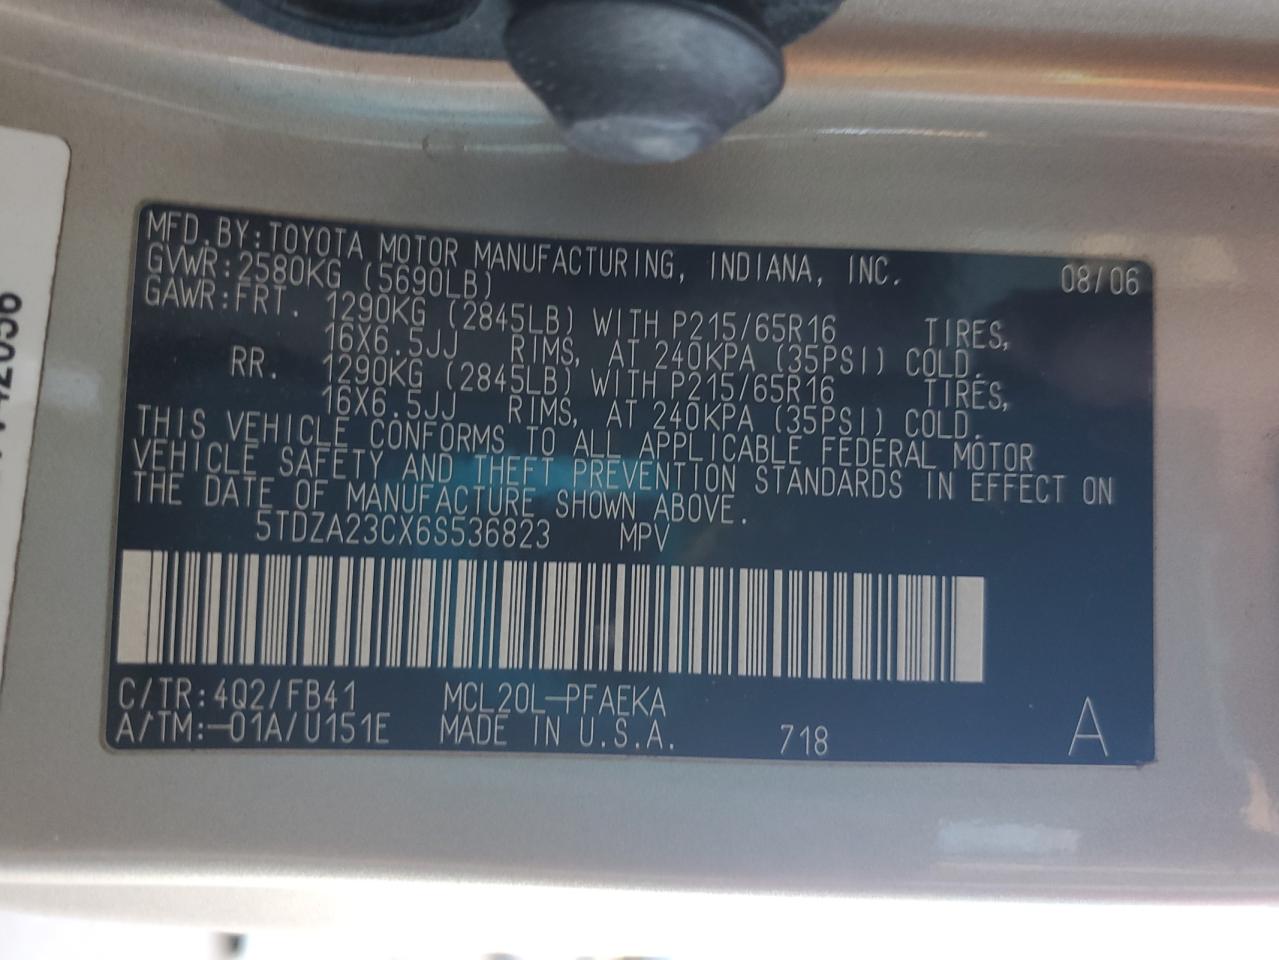 MFD.BY:TOYOTA MOTOR MANUFACTURING, INDIANA, INC. 08/06
GVWR:2580KG (5690LB)
GAWR:FRT. 1290KG (2845LB) WITH P215/65R16 TIRES,
16X6.5JJ RIMS, AT 240KPA (35PSI) COLD.
RR. 1290KG (2845LB) WITH P215/65R16 TIRES,
16X6.5JJ RIMS, AT 240KPA (35PSI) COLD.
THIS VEHICLE CONFORMS TO ALL APPLICABLE FEDERAL MOTOR
VEHICLE SAFETY AND THEFT PREVENTION STANDARDS IN EFFECT ON
THE DATE OF MANUFACTURE SHOWN ABOVE.
5TDZA23CX6S536823 MPV
C/TR:4Q2/FB41 MCL20L-PFAEKA
A/TM:-01A/U151E MADE IN U.S.A. 718 A